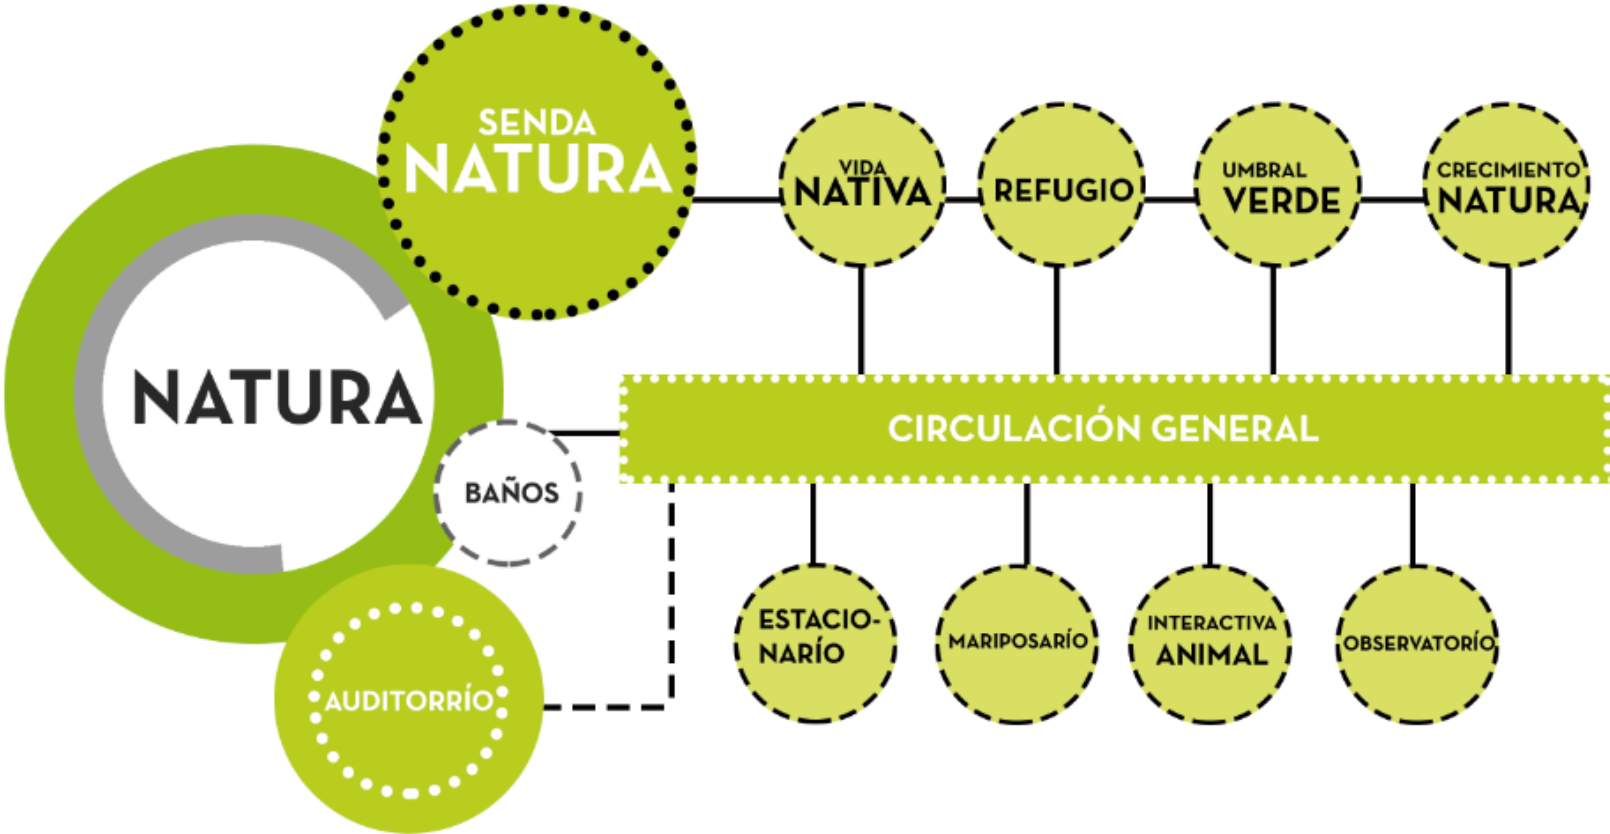 SENDA
NATURA
VIDA
NATIVA
REFUGIO
UMBRAL
VERDE
CRECIMIENTO
NATURA
NATURA
CIRCULACIÓN GENERAL
BAÑOS
ESTACIO-
NARÍO
MARIPOSARÍO
INTERACTIVA
ANIMAL
OBSERVATORÍO
AUDITORRÍO